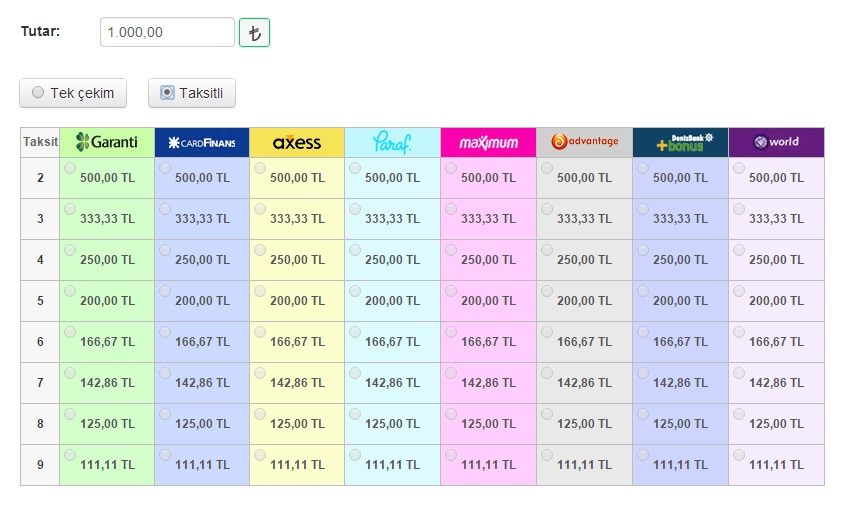 Tutar: 1.000,00
Tek çekim Taksitli
Taksit Garanti CARDFINANS axess Paraf. maximum advantage DenizBank bonus world
2 500,00 TL 500,00 TL 500,00 TL 500,00 TL 500,00 TL 500,00 TL 500,00 TL 500,00 TL
3 333,33 TL 333,33 TL 333,33 TL 333,33 TL 333,33 TL 333,33 TL 333,33 TL 333,33 TL
4 250,00 TL 250,00 TL 250,00 TL 250,00 TL 250,00 TL 250,00 TL 250,00 TL 250,00 TL
5 200,00 TL 200,00 TL 200,00 TL 200,00 TL 200,00 TL 200,00 TL 200,00 TL 200,00 TL
6 166,67 TL 166,67 TL 166,67 TL 166,67 TL 166,67 TL 166,67 TL 166,67 TL 166,67 TL
7 142,86 TL 142,86 TL 142,86 TL 142,86 TL 142,86 TL 142,86 TL 142,86 TL 142,86 TL
8 125,00 TL 125,00 TL 125,00 TL 125,00 TL 125,00 TL 125,00 TL 125,00 TL 125,00 TL
9 111,11 TL 111,11 TL 111,11 TL 111,11 TL 111,11 TL 111,11 TL 111,11 TL 111,11 TL